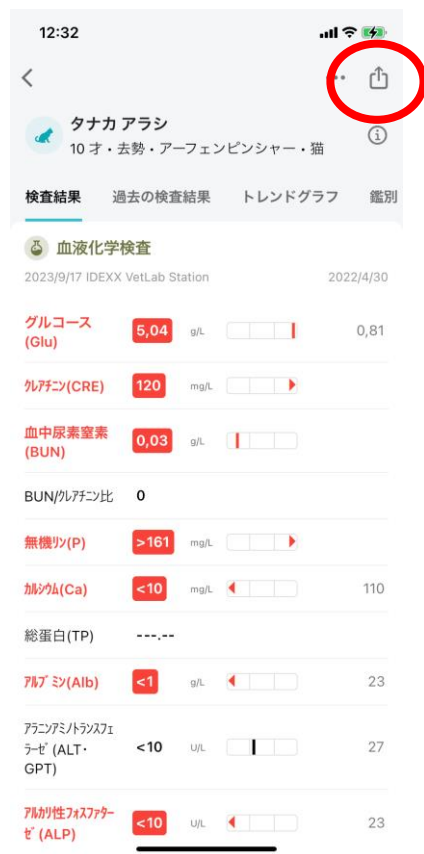 12:32
タナカ アラシ
10 才・去勢・アーフェンピンシャー・猫
検査結果 過去の検査結果 トレンドグラフ 鑑別
血液化学検査
2023/9/17 IDEXX VetLab Station 2022/4/30
グルコース
(Glu) 5,04 g/L 0,81
ｸﾚｱﾁﾆﾝ(CRE) 120 mg/L
血中尿素窒素
(BUN) 0,03 g/L
BUN/ｸﾚｱﾁﾆﾝ比 0
無機リン(P) >161 mg/L
ｶﾙｼｳﾑ(Ca) <10 mg/L 110
総蛋白(TP) ---.--
ｱﾙﾌﾞﾐﾝ(Alb) <1 g/L 23
ｱﾗﾆﾝｱﾐﾉﾄﾗﾝｽﾌｪ
ﾗｰｾﾞ(ALT・
GPT) <10 U/L 27
ｱﾙｶﾘ性ﾌｫｽﾌｧﾀｰ
ｾﾞ(ALP) <10 U/L 23